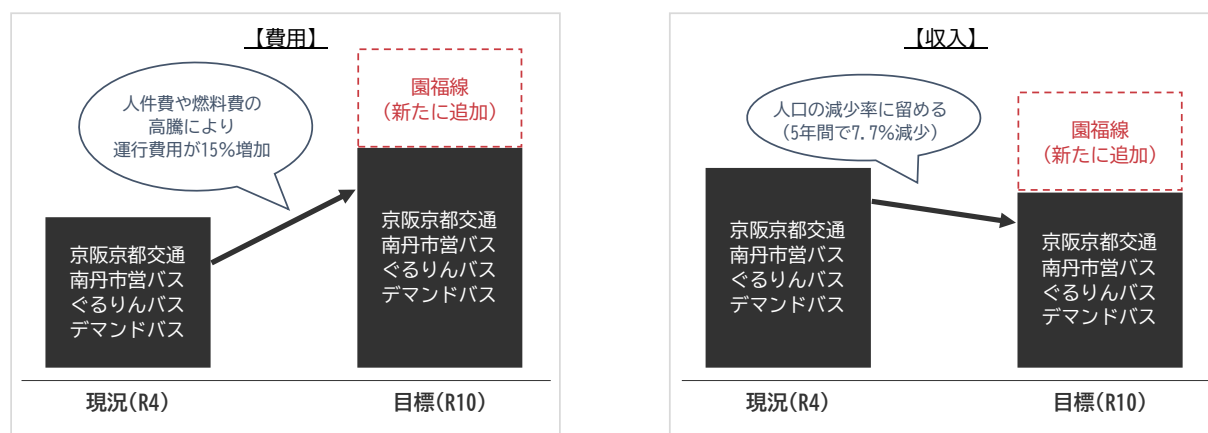 【費用】
人件費や燃料費の
高騰により
運行費用が15%増加
園福線
(新たに追加)
京阪京都交通
南丹市営バス
ぐるりんバス
デマンドバス
京阪京都交通
南丹市営バス
ぐるりんバス
デマンドバス
現況(R4)
目標(R10)
【収入】
人口の減少率に留める
(5年間で7.7%減少)
園福線
(新たに追加)
京阪京都交通
南丹市営バス
ぐるりんバス
デマンドバス
京阪京都交通
南丹市営バス
ぐるりんバス
デマンドバス
現況(R4)
目標(R10)